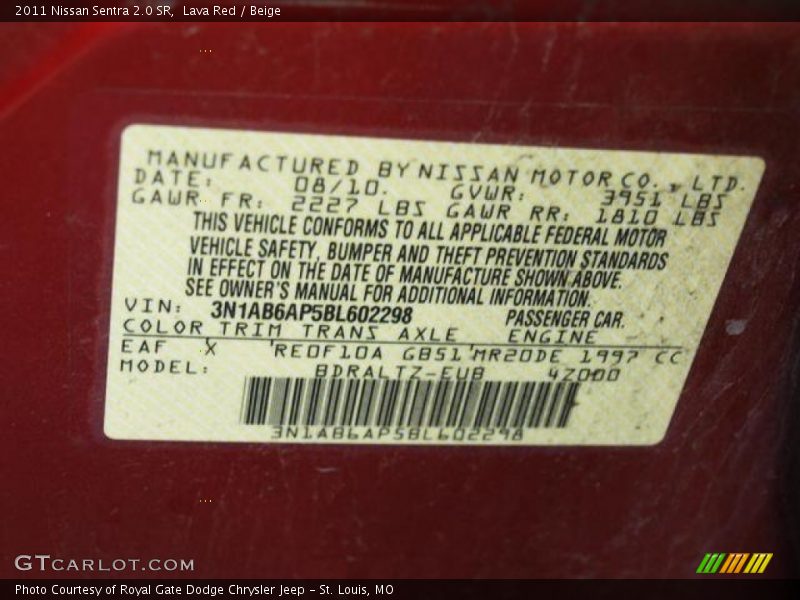 2011 Nissan Sentra 2.0 SR, Lava Red / Beige
MANUFACTURED BY NISSAN MOTOR CO., LTD.
DATE: 08/10. GVWR: 3951 LBS
GAWR FR: 2227 LBS GAWR RR: 1810 LBS
THIS VEHICLE CONFORMS TO ALL APPLICABLE FEDERAL MOTOR
VEHICLE SAFETY, BUMPER AND THEFT PREVENTION STANDARDS
IN EFFECT ON THE DATE OF MANUFACTURE SHOWN ABOVE.
SEE OWNER'S MANUAL FOR ADDITIONAL INFORMATION.
VIN: 3N1AB6AP5BL602298 PASSENGER CAR.
COLOR TRIM TRANS AXLE ENGINE
EAF X RE0F10A GB51 MR20DE 1997 CC
MODEL: BDRALTZ-EUB 4Z000
3N1AB6AP5BL602298
GTCARLOT.COM
Photo Courtesy of Royal Gate Dodge Chrysler Jeep - St. Louis, MO